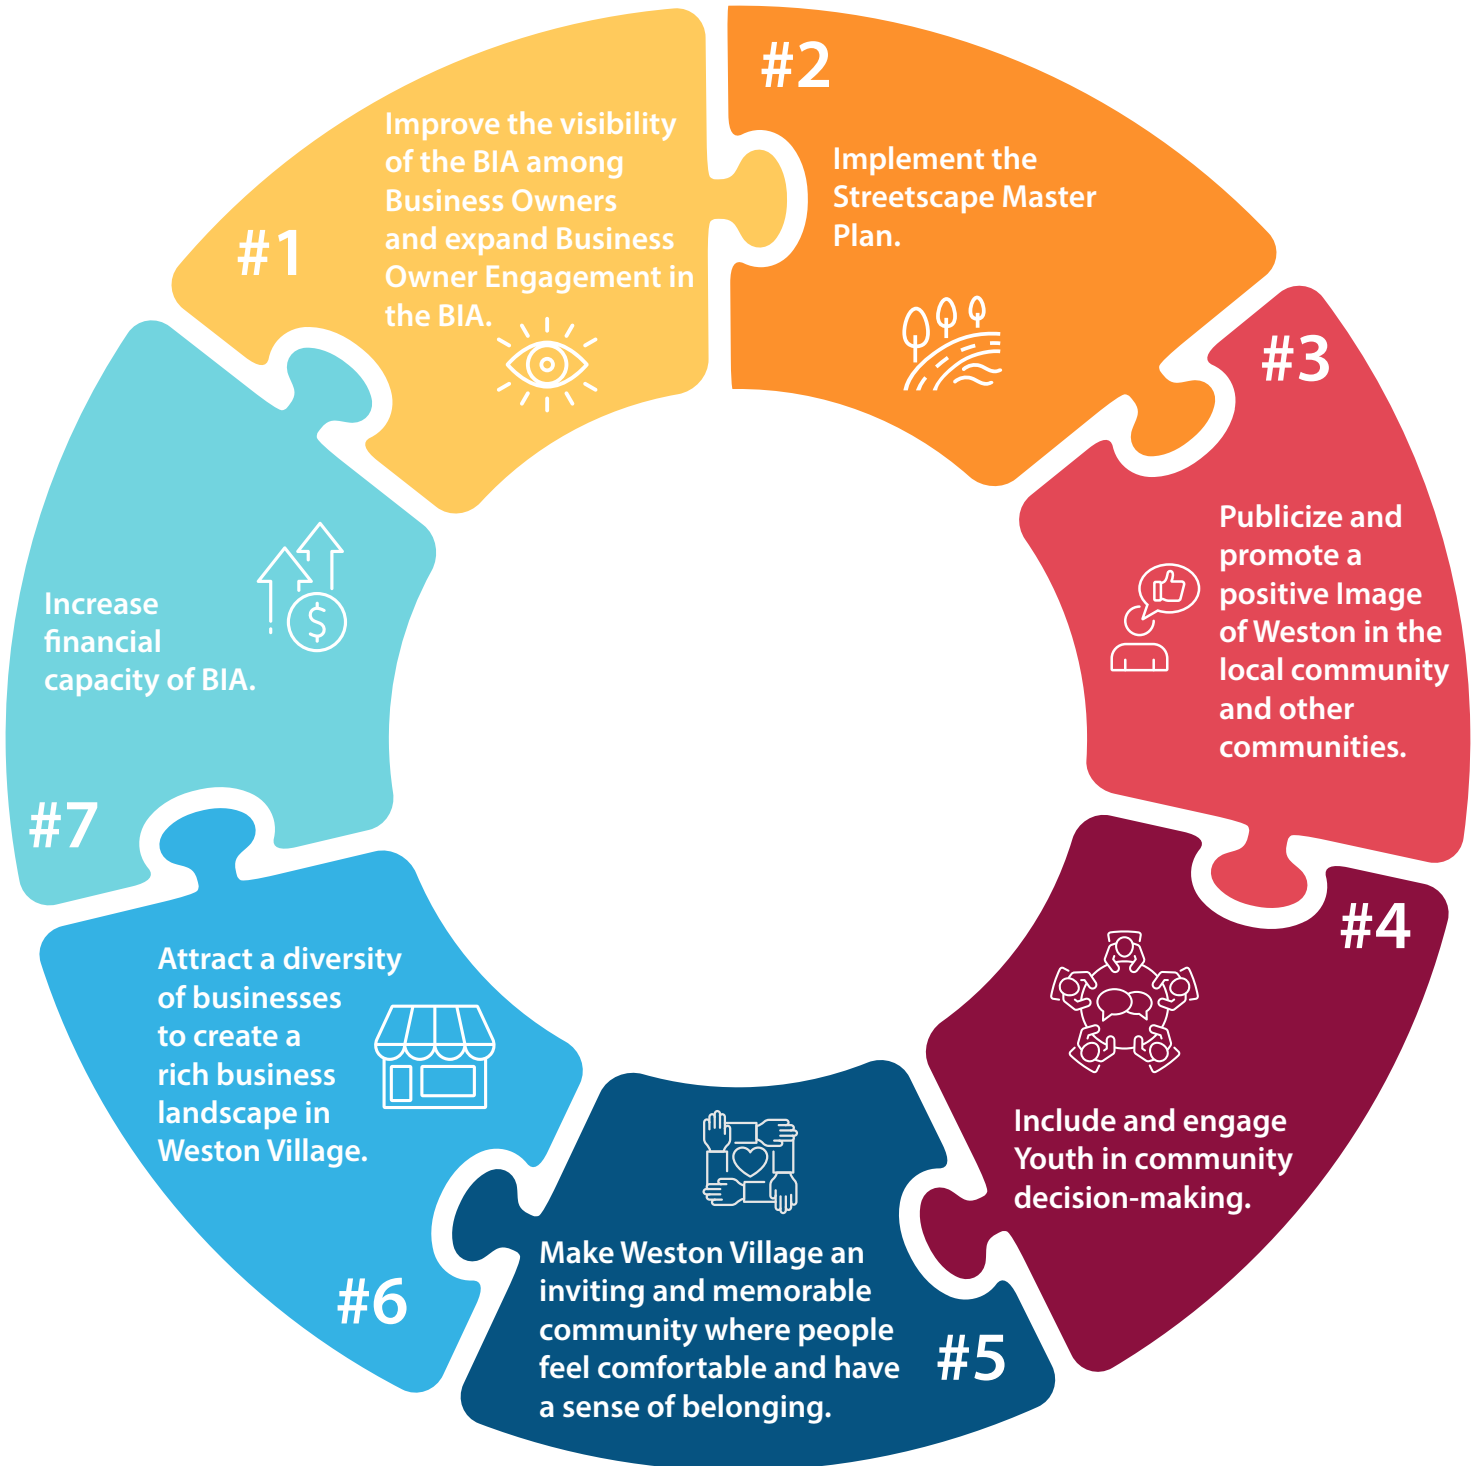 #1
Improve the visibility
of the BIA among
Business Owners
and expand Business
Owner Engagement in
the BIA.
#2
Implement the
Streetscape Master
Plan.
#3
Publicize and
promote a
positive Image
of Weston in the
local community
and other
communities.
#4
Include and engage
Youth in community
decision-making.
#5
Make Weston Village an
inviting and memorable
community where people
feel comfortable and have
a sense of belonging.
#6
Attract a diversity
of businesses
to create a
rich business
landscape in
Weston Village.
#7
Increase
financial
capacity of BIA.
$